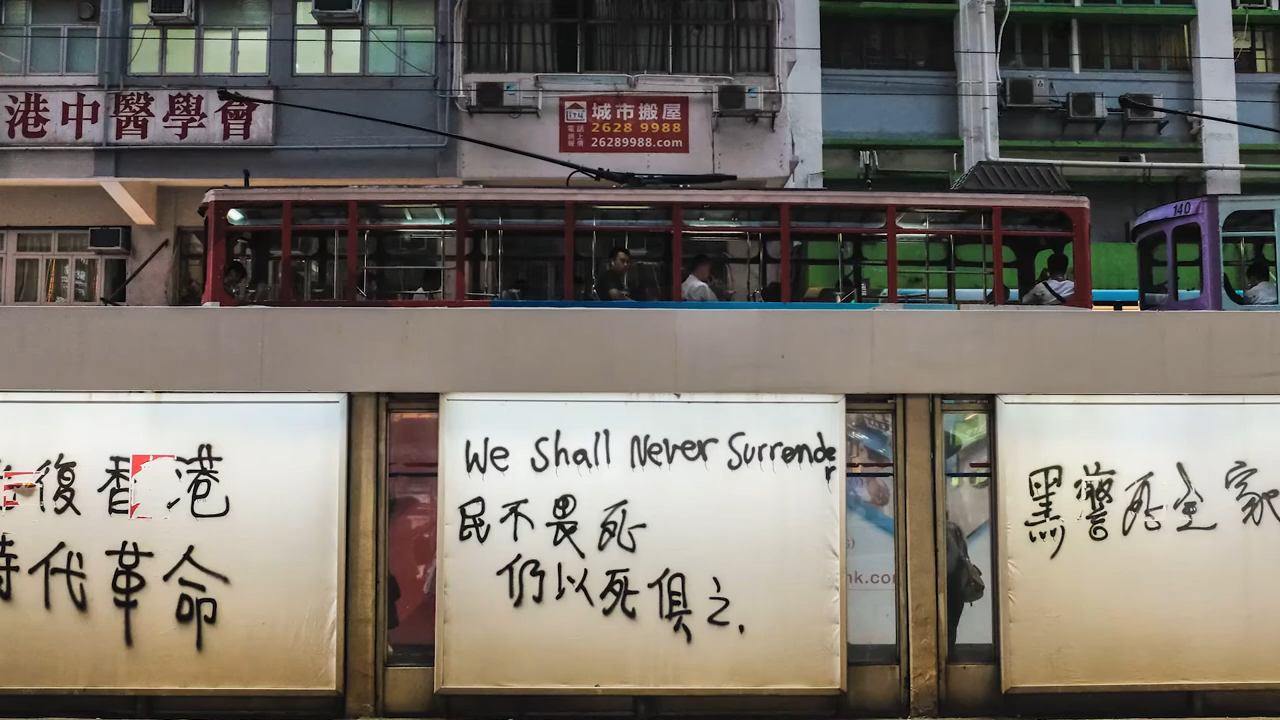 港中醫學會
城市搬屋
2628 9988
26289988.com
140
復香港
時代革命
We Shall Never Surrender
民不畏死
仍以死俱之.
黑警死全家